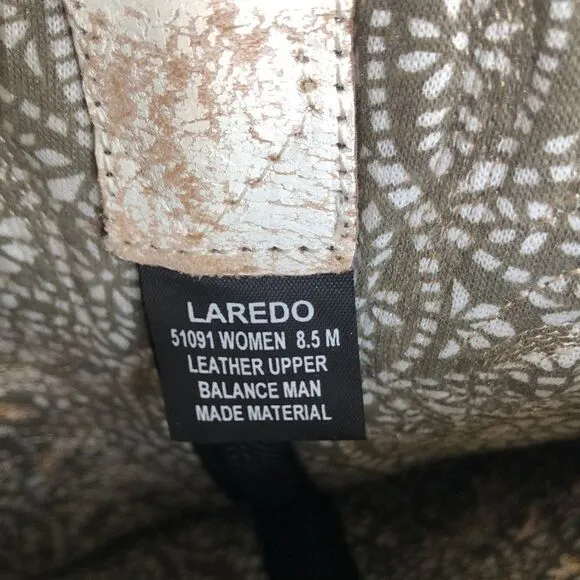 LAREDO
51091 WOMEN 8.5 M
LEATHER UPPER
BALANCE MAN
MADE MATERIAL